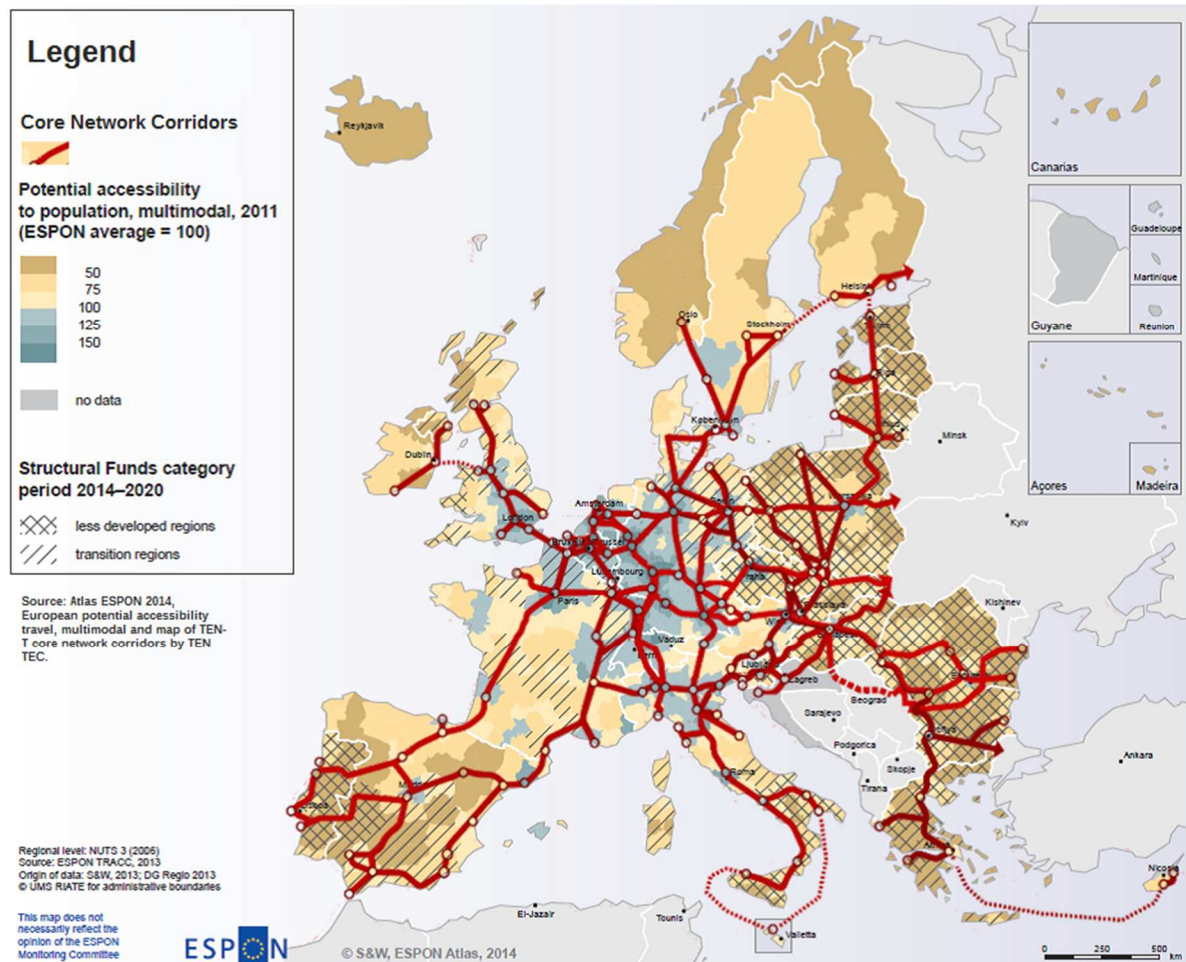 Legend
Core Network Corridors
Potential accessibility
to population, multimodal, 2011
(ESPON average = 100)
50
75
100
125
150
no data
Structural Funds category
period 2014–2020
less developed regions
transition regions
Source: Atlas ESPON 2014,
European potential accessibility
travel, multimodal and map of TEN-
T core network corridors by TEN
TEC.
Regional level: NUTS 3 (2006)
Source: ESPON TRACC, 2013
Origin of data: S&W, 2013; DG Regio 2013
© UMS RIATE for administrative boundaries
This map does not
necessarily reflect the
opinion of the ESPON
Monitoring Committee
ESPON
© S&W, ESPON Atlas, 2014
Reykjavik
Canarias
Guadeloupe
Martinique
Guyane
Réunion
Açores
Madeira
Oslo
Stockholm
Helsinki
Riga
Minsk
København
Dublin
London
Amsterdam
Berlin
Kyiv
Luxembourg
Paris
Kishinev
Vaduz
Bern
Ljubljana
Zagreb
Beograd
Sarajevo
Podgorica
Skopje
Tirana
Ankara
Roma
Lisboa
Nicosia
El-Jazair
Tounis
Valletta
0 250 500
km